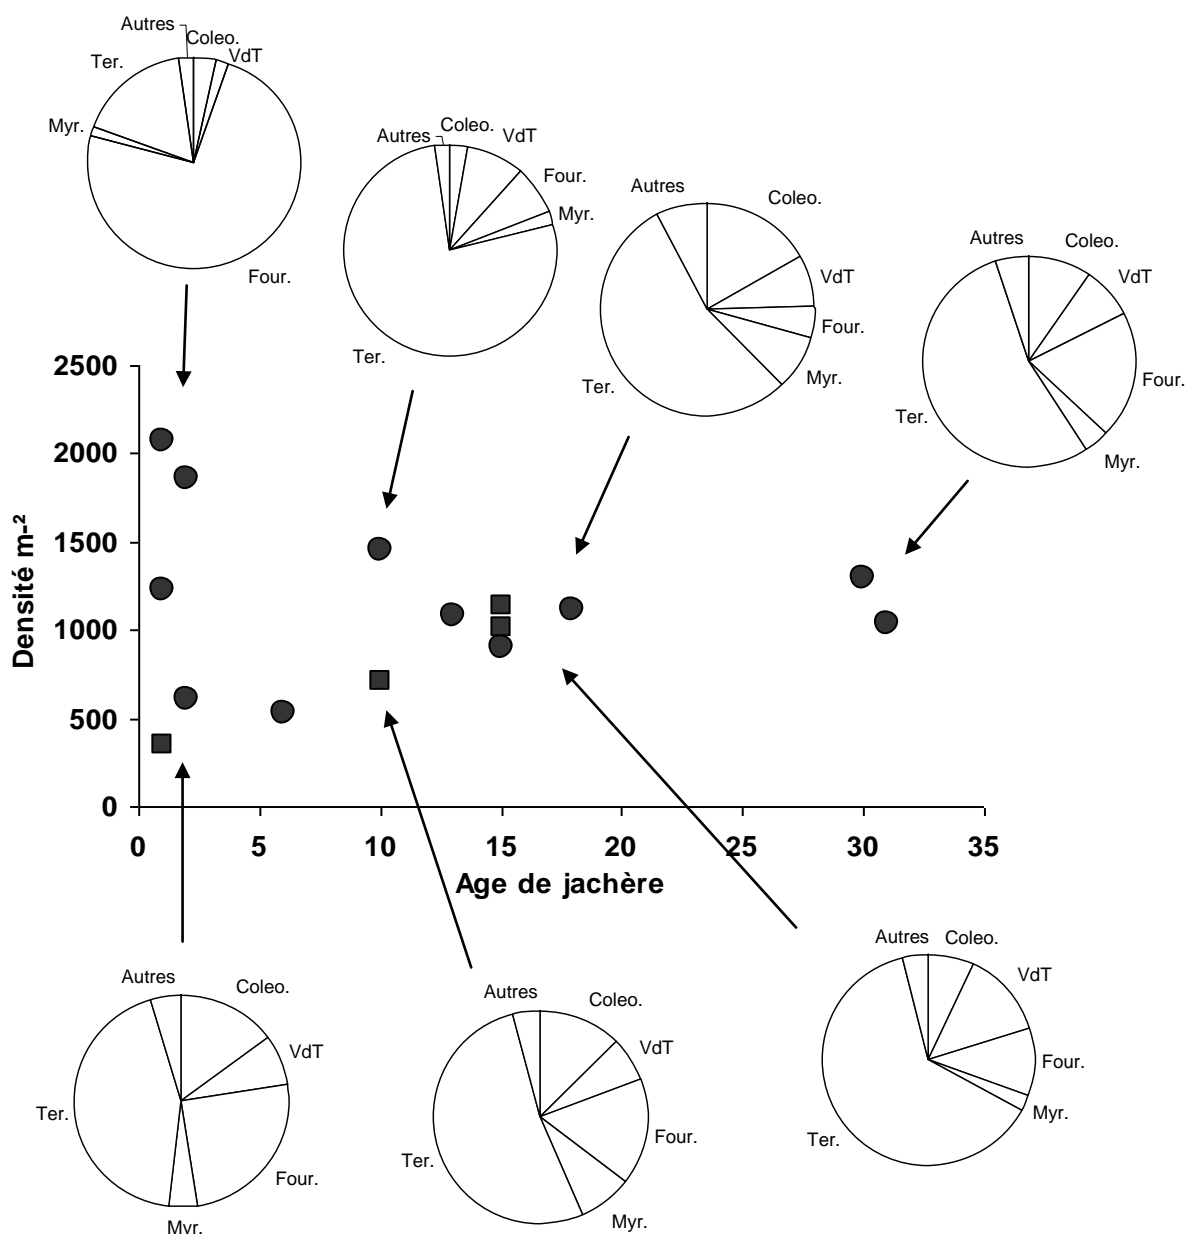 Autres
Coleo.
VdT
Ter.
Myr.
Four.
Autres
Coleo.
VdT
Four.
Myr.
Ter.
Autres
Coleo.
VdT
Four.
Myr.
Ter.
Autres
Coleo.
VdT
Four.
Myr.
Ter.
Densité m-²
2500
2000
1500
1000
500
0
0 5 10 15 20 25 30 35
Age de jachère
Autres
Coleo.
VdT
Ter.
Four.
Myr.
Autres
Coleo.
VdT
Ter.
Four.
Myr.
Autres
Coleo.
VdT
Four.
Myr.
Ter.